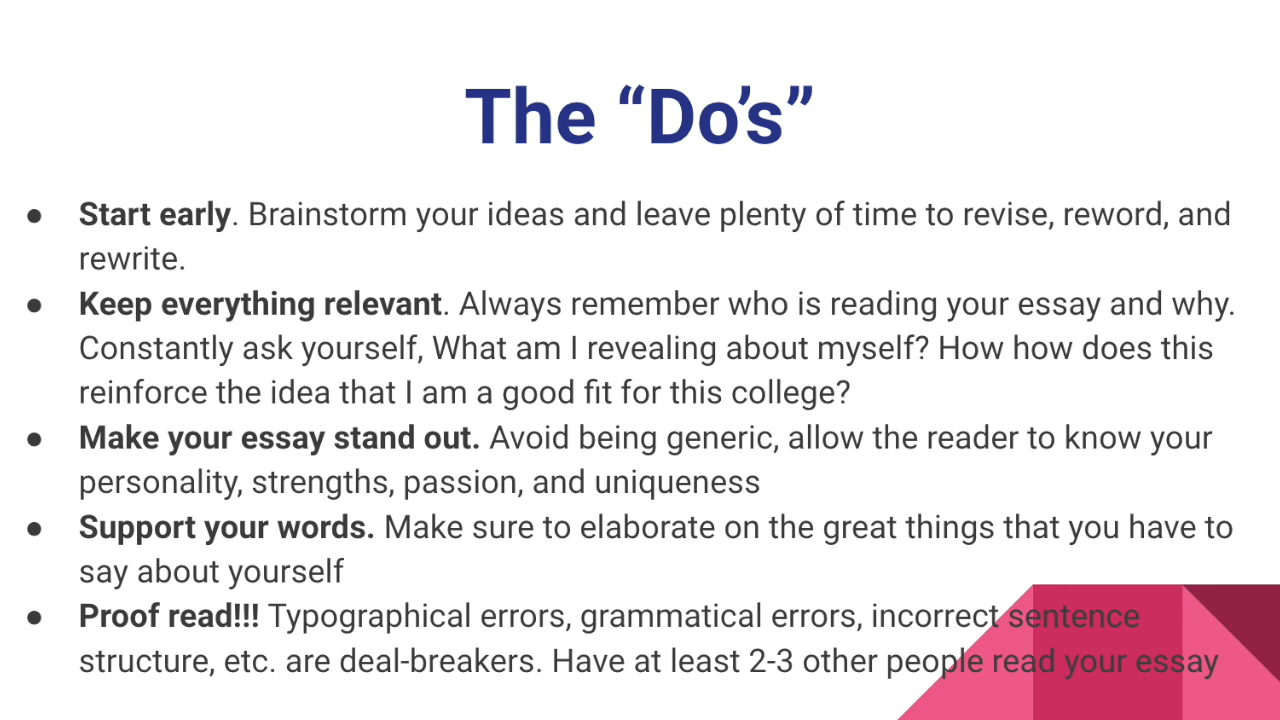 The “Do’s”
● Start early. Brainstorm your ideas and leave plenty of time to revise, reword, and
rewrite.
● Keep everything relevant. Always remember who is reading your essay and why.
Constantly ask yourself, What am I revealing about myself? How how does this
reinforce the idea that I am a good fit for this college?
● Make your essay stand out. Avoid being generic, allow the reader to know your
personality, strengths, passion, and uniqueness
● Support your words. Make sure to elaborate on the great things that you have to
say about yourself
● Proof read!!! Typographical errors, grammatical errors, incorrect sentence
structure, etc. are deal-breakers. Have at least 2-3 other people read your essay